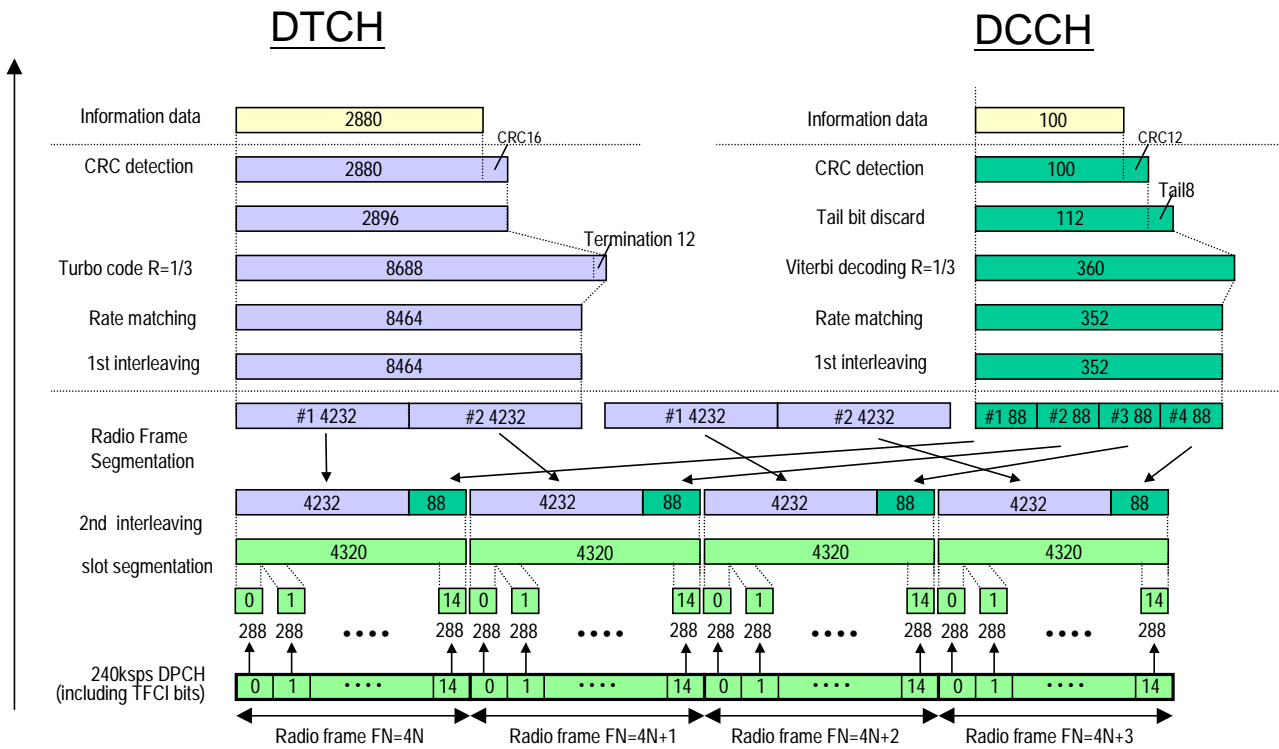 DTCH DCCH
Information data 2880 Information data 100
CRC16 CRC12
CRC detection 2880 CRC detection 100
Tail8
2896 Tail bit discard 112
Termination 12
Turbo code R=1/3 8688 Viterbi decoding R=1/3 360
Rate matching 8464 Rate matching 352
1st interleaving 8464 1st interleaving 352
#1 4232 #2 4232 #1 4232 #2 4232 #1 88 #2 88 #3 88 #4 88
Radio Frame
Segmentation
4232 88 4232 88 4232 88 4232 88
2nd interleaving
4320 4320 4320 4320
slot segmentation
0 1 14 0 1 14 0 1 14 0 1 14
288 288 •••• 288 288 288 •••• 288 288 288 •••• 288 288 288 •••• 288
240ksps DPCH
(including TFCI bits)
0 1 •••• 14 0 1 •••• 14 0 1 •••• 14 0 1 •••• 14
Radio frame FN=4N Radio frame FN=4N+1 Radio frame FN=4N+2 Radio frame FN=4N+3